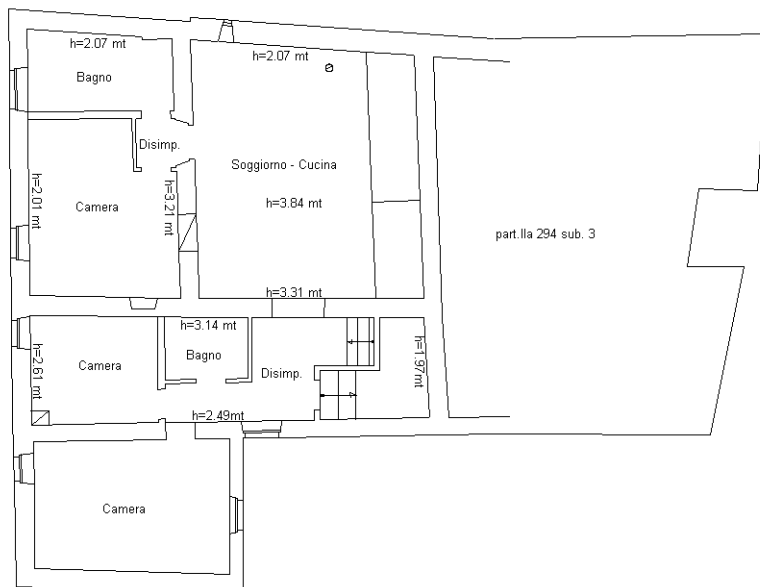 h=2.07 mt
h=2.07 mt
Bagno
Disimp.
Soggiorno - Cucina
h=2.01 mt
h=3.21 mt
Camera
h=3.84 mt
part.lla 294 sub. 3
h=3.31 mt
h=3.14 mt
h=2.61 mt
Camera
Bagno
Disimp.
h=1.97mt
h=2.49mt
Camera